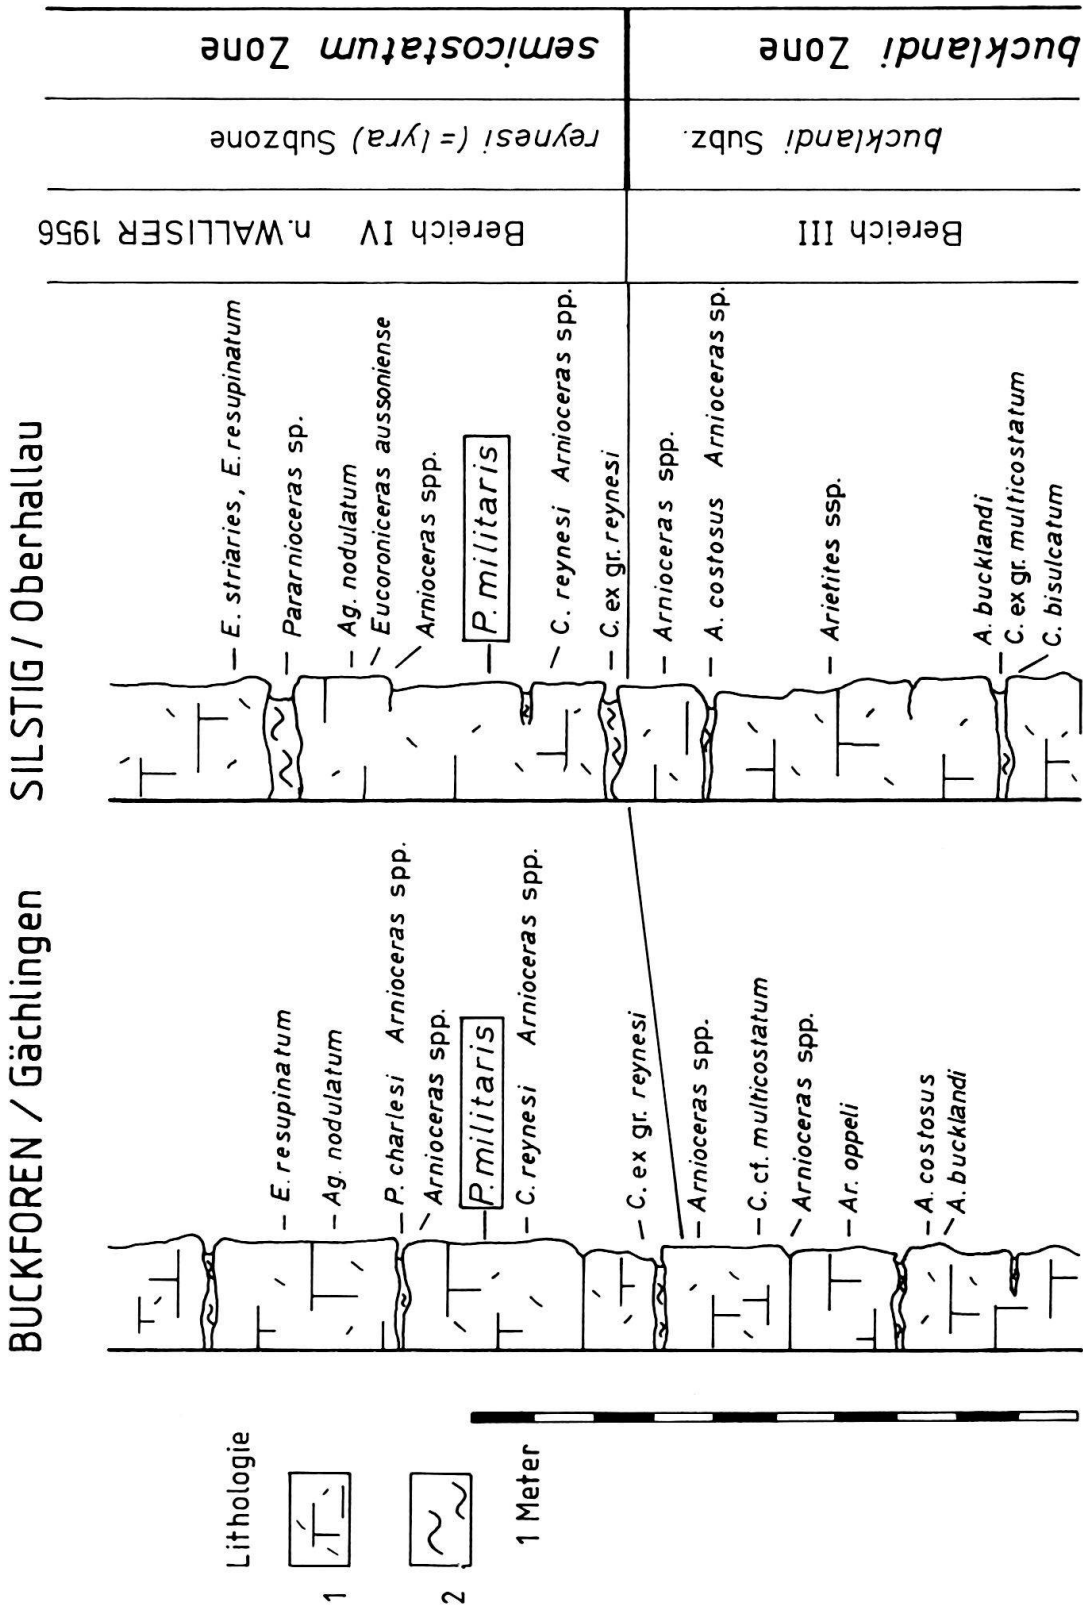 BUCKFOREN / Gächlingen
SILSTIG / Oberhallau
Lithologie
1
2
1 Meter
E. resupinatum
Ag. nodulatum
P. charlesi Arnioceras spp.
Arnioceras spp.
P. militaris
C. reynesi Arnioceras spp.
C. ex gr. reynesi
Arnioceras spp.
C. cf. multicostatum
Arnioceras spp.
Ar. oppeli
A. costosus
A. bucklandi
E. striaries, E. resupinatum
Pararnioceras sp.
Ag. nodulatum
Eucoroniceras aussoniense
Arnioceras spp.
P. militaris
C. reynesi Arnioceras spp.
C. ex gr. reynesi
Arnioceras spp.
A. costosus Arnioceras sp.
Arietites ssp.
A. bucklandi
C. ex gr. multicostatum
C. bisulcatum
Bereich IV n. WALLISER 1956
Bereich III
reynesi (= lyra) Subzone
bucklandi Subz.
semicostatum Zone
bucklandi Zone